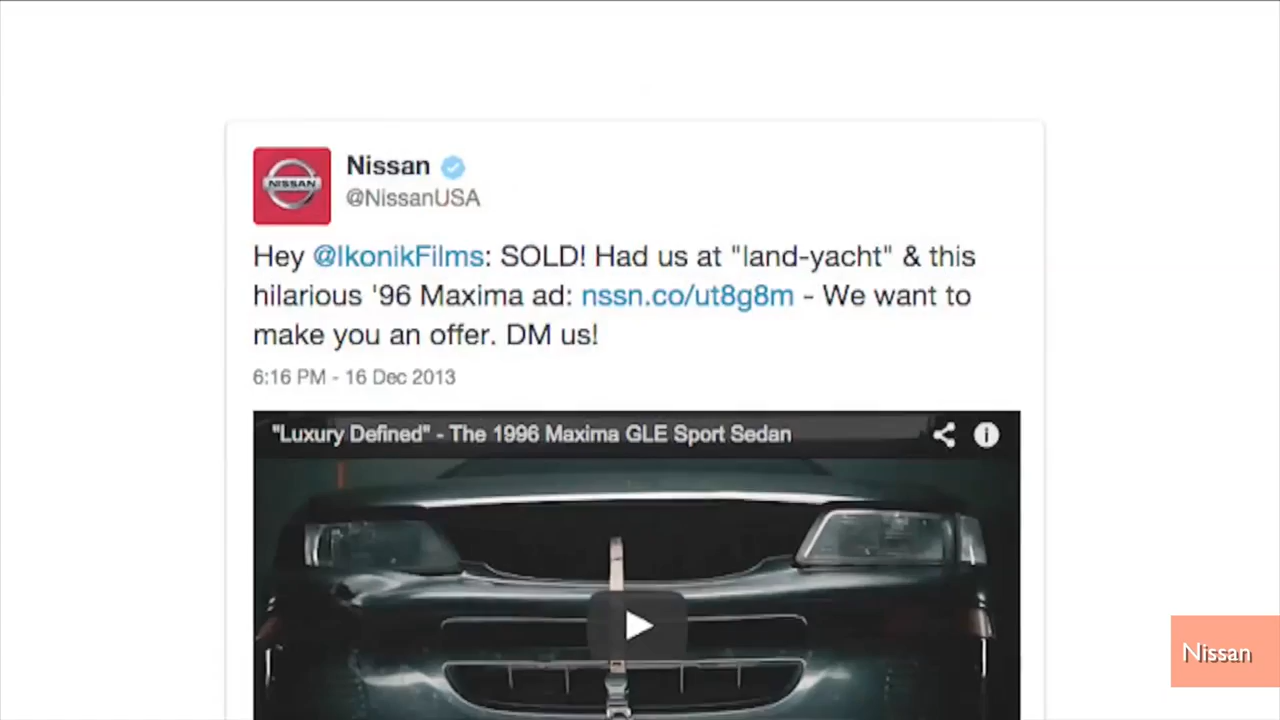 NISSAN
Nissan
@NissanUSA
Hey @IkonikFilms: SOLD! Had us at "land-yacht" & this
hilarious '96 Maxima ad: nssn.co/ut8g8m - We want to
make you an offer. DM us!
6:16 PM - 16 Dec 2013
"Luxury Defined" - The 1996 Maxima GLE Sport Sedan
Nissan